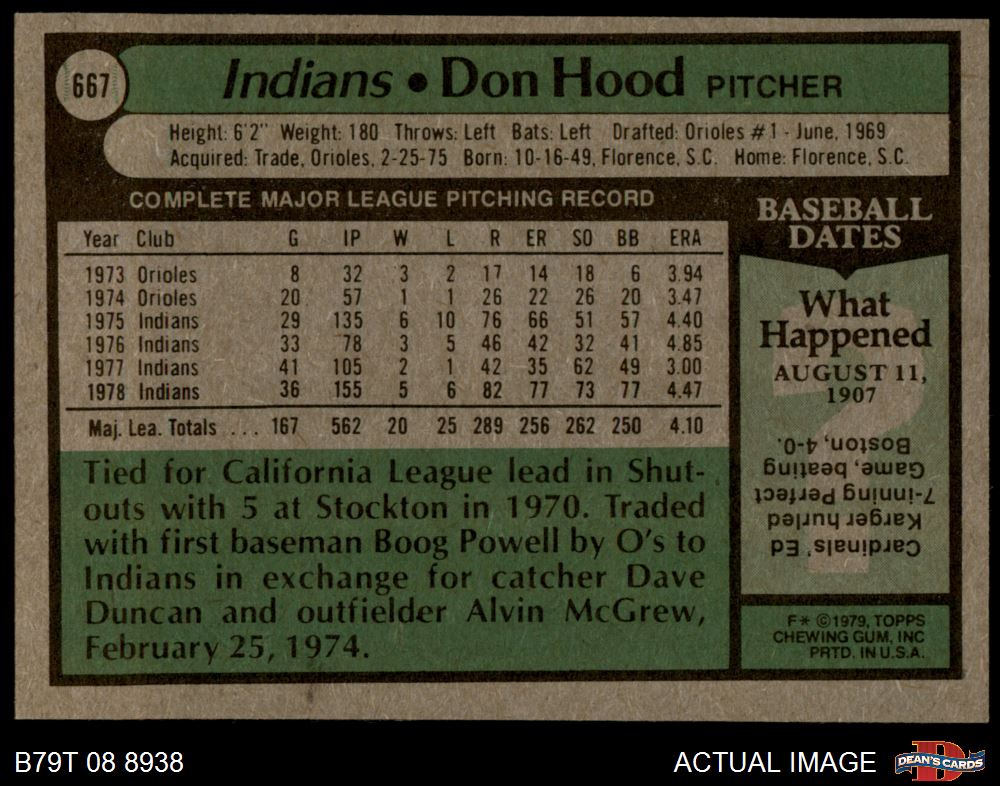 667
Indians • Don Hood PITCHER
Height: 6'2" Weight: 180 Throws: Left Bats: Left Drafted: Orioles #1 - June, 1969
Acquired: Trade, Orioles, 2-25-75 Born: 10-16-49, Florence, S.C. Home: Florence, S.C.
COMPLETE MAJOR LEAGUE PITCHING RECORD
Year Club G IP W L R ER SO BB ERA
1973 Orioles 8 32 3 2 17 14 18 6 3.94
1974 Orioles 20 57 1 1 26 22 26 20 3.47
1975 Indians 29 135 6 10 76 66 51 57 4.40
1976 Indians 33 78 3 5 46 42 32 41 4.85
1977 Indians 41 105 2 1 42 35 62 49 3.00
1978 Indians 36 155 5 6 82 77 73 77 4.47
Maj. Lea. Totals ... 167 562 20 25 289 256 262 250 4.10
Tied for California League lead in Shut-
outs with 5 at Stockton in 1970. Traded
with first baseman Boog Powell by O's to
Indians in exchange for catcher Dave
Duncan and outfielder Alvin McGrew,
February 25, 1974.
BASEBALL
DATES
What
Happened
AUGUST 11,
1907
Cardinals' Ed
Karger hurled
7-inning Perfect
Game, beating
Boston, 4-0.
F* ©1979, TOPPS
CHEWING GUM, INC
PRTD. IN U.S.A.
B79T 08 8938
ACTUAL IMAGE
D
DEAN'S CARDS